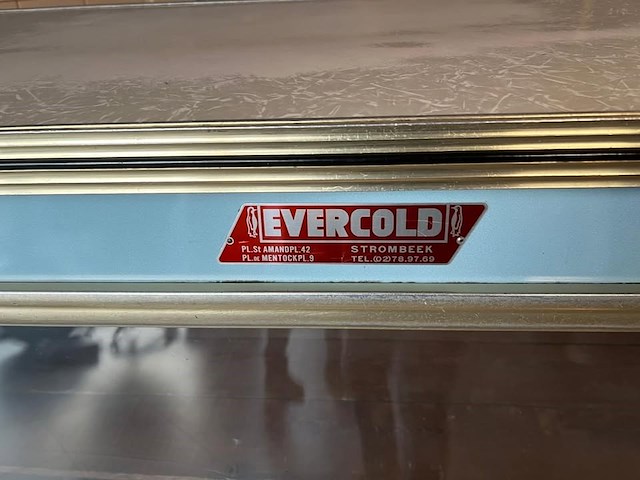 EVERCOLD
PL.St AMANDPL.42 STROMBEEK
PL.DE MENTOCKPL.9 TEL.(02)78.97.69